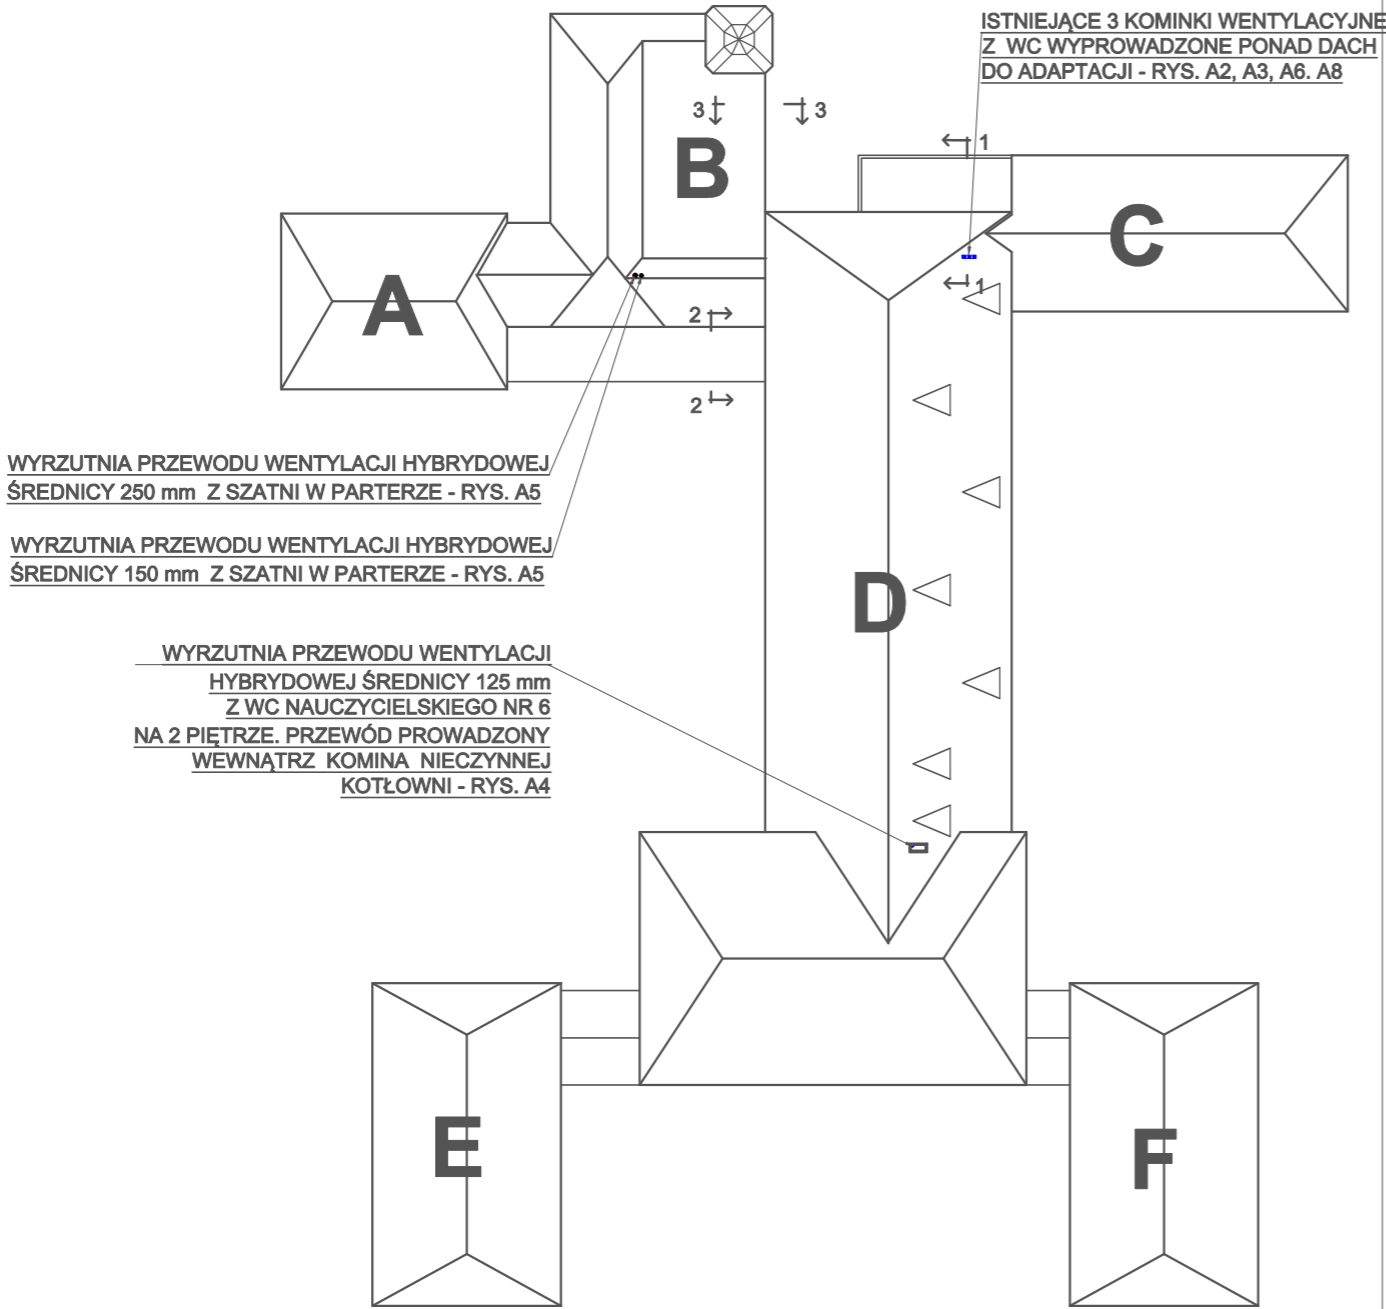 ISTNIEJĄCE 3 KOMINKI WENTYLACYJNE
Z WC WYPROWADZONE PONAD DACH
DO ADAPTACJI - RYS. A2, A3, A6. A8
3
3
B
1
C
A
1
2
2
WYRZUTNIA PRZEWODU WENTYLACJI HYBRYDOWEJ
ŚREDNICY 250 mm Z SZATNI W PARTERZE - RYS. A5
WYRZUTNIA PRZEWODU WENTYLACJI HYBRYDOWEJ
ŚREDNICY 150 mm Z SZATNI W PARTERZE - RYS. A5
D
WYRZUTNIA PRZEWODU WENTYLACJI
HYBRYDOWEJ ŚREDNICY 125 mm
Z WC NAUCZYCIELSKIEGO NR 6
NA 2 PIĘTRZE. PRZEWÓD PROWADZONY
WEWNĄTRZ KOMINA NIECZYNNEJ
KOTŁOWNI - RYS. A4
E
F